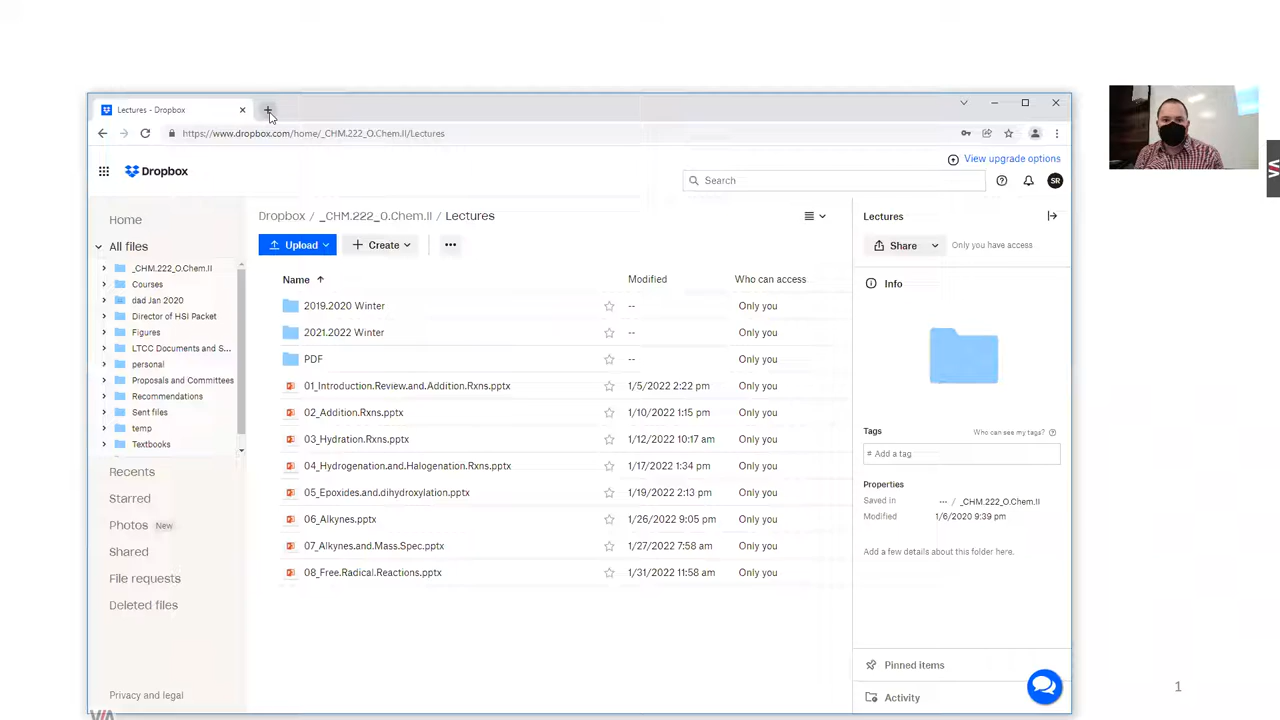 Lectures - Dropbox
https://www.dropbox.com/home/_CHM.222_O.Chem.II/Lectures
View upgrade options
Dropbox
Search
SR
Home
All files
_CHM.222_O.Chem.II
Courses
dad Jan 2020
Director of HSI Packet
Figures
LTCC Documents and S...
personal
Proposals and Committees
Recommendations
Sent files
temp
Textbooks
Recents
Starred
Photos New
Shared
File requests
Deleted files
Privacy and legal
Dropbox / _CHM.222_O.Chem.II / Lectures
Upload
Create
Name Modified Who can access
2019.2020 Winter -- Only you
2021.2022 Winter -- Only you
PDF -- Only you
01_Introduction.Review.and.Addition.Rxns.pptx 1/5/2022 2:22 pm Only you
02_Addition.Rxns.pptx 1/10/2022 1:15 pm Only you
03_Hydration.Rxns.pptx 1/12/2022 10:17 am Only you
04_Hydrogenation.and.Halogenation.Rxns.pptx 1/17/2022 1:34 pm Only you
05_Epoxides.and.dihydroxylation.pptx 1/19/2022 2:13 pm Only you
06_Alkynes.pptx 1/26/2022 9:05 pm Only you
07_Alkynes.and.Mass.Spec.pptx 1/27/2022 7:58 am Only you
08_Free.Radical.Reactions.pptx 1/31/2022 11:58 am Only you
Lectures
Share Only you have access
Info
Tags Who can see my tags?
# Add a tag
Properties
Saved in ··· / _CHM.222_O.Chem.II
Modified 1/6/2020 9:39 pm
Add a few details about this folder here.
Pinned items
Activity
1